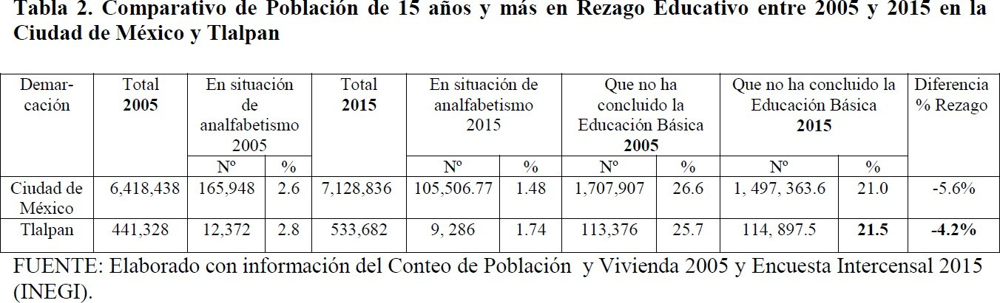 Tabla 2. Comparativo de Población de 15 años y más en Rezago Educativo entre 2005 y 2015 en la
Ciudad de México y Tlalpan
Demar-
cación
Total
2005
En situación
de
analfabetismo
2005
Total
2015
En situación de
analfabetismo
2015
Que no ha
concluido la
Educación Básica
2005
Que no ha concluido la
Educación Básica
2015
Diferencia
% Rezago
Nº % Nº % Nº % Nº %
Ciudad de
México
6,418,438 165,948 2.6 7,128,836 105,506.77 1.48 1,707,907 26.6 1, 497, 363.6 21.0 -5.6%
Tlalpan 441,328 12,372 2.8 533,682 9, 286 1.74 113,376 25.7 114, 897.5 21.5 -4.2%
FUENTE: Elaborado con información del Conteo de Población y Vivienda 2005 y Encuesta Intercensal 2015
(INEGI).